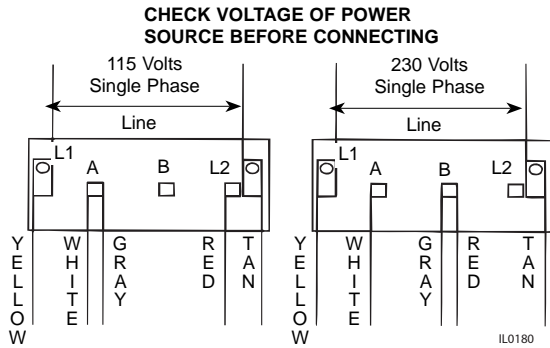 CHECK VOLTAGE OF POWER
SOURCE BEFORE CONNECTING
115 Volts
Single Phase
Line
L1
A
B
L2
YELLOW
WHITE
GRAY
RED
TAN
230 Volts
Single Phase
Line
L1
A
B
L2
YELLOW
WHITE
GRAY
RED
TAN
IL0180